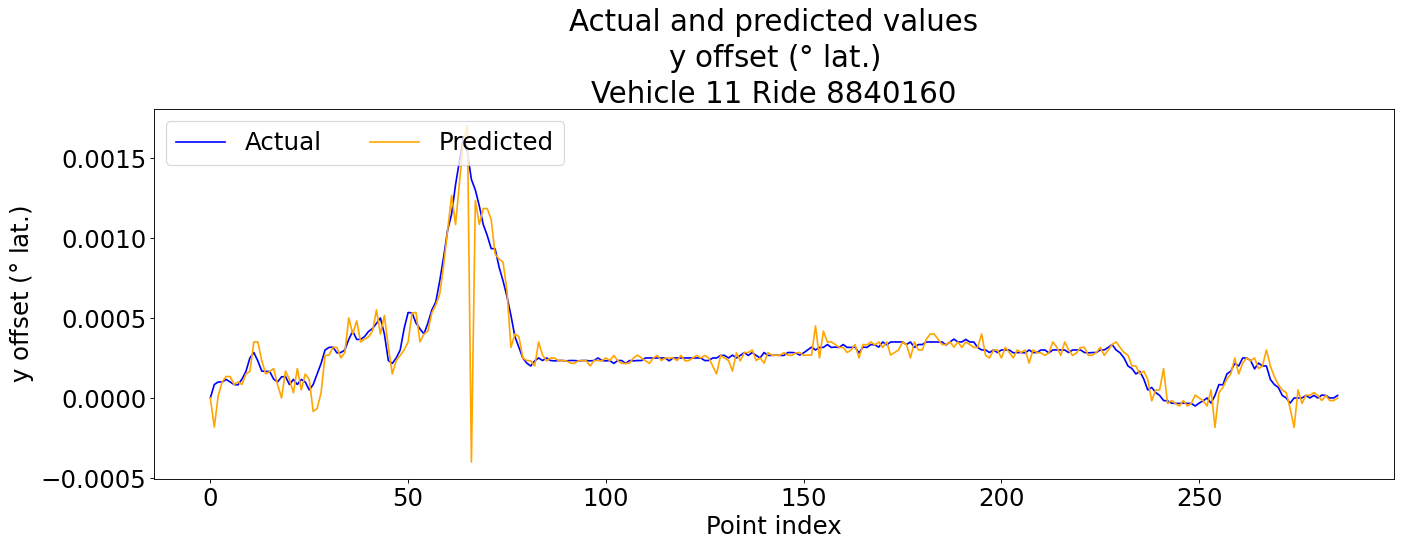 Actual and predicted values
y offset (° lat.)
Vehicle 11 Ride 8840160
Actual
Predicted
y offset (° lat.)
0.0015
0.0010
0.0005
0.0000
−0.0005
0
50
100
150
200
250
Point index